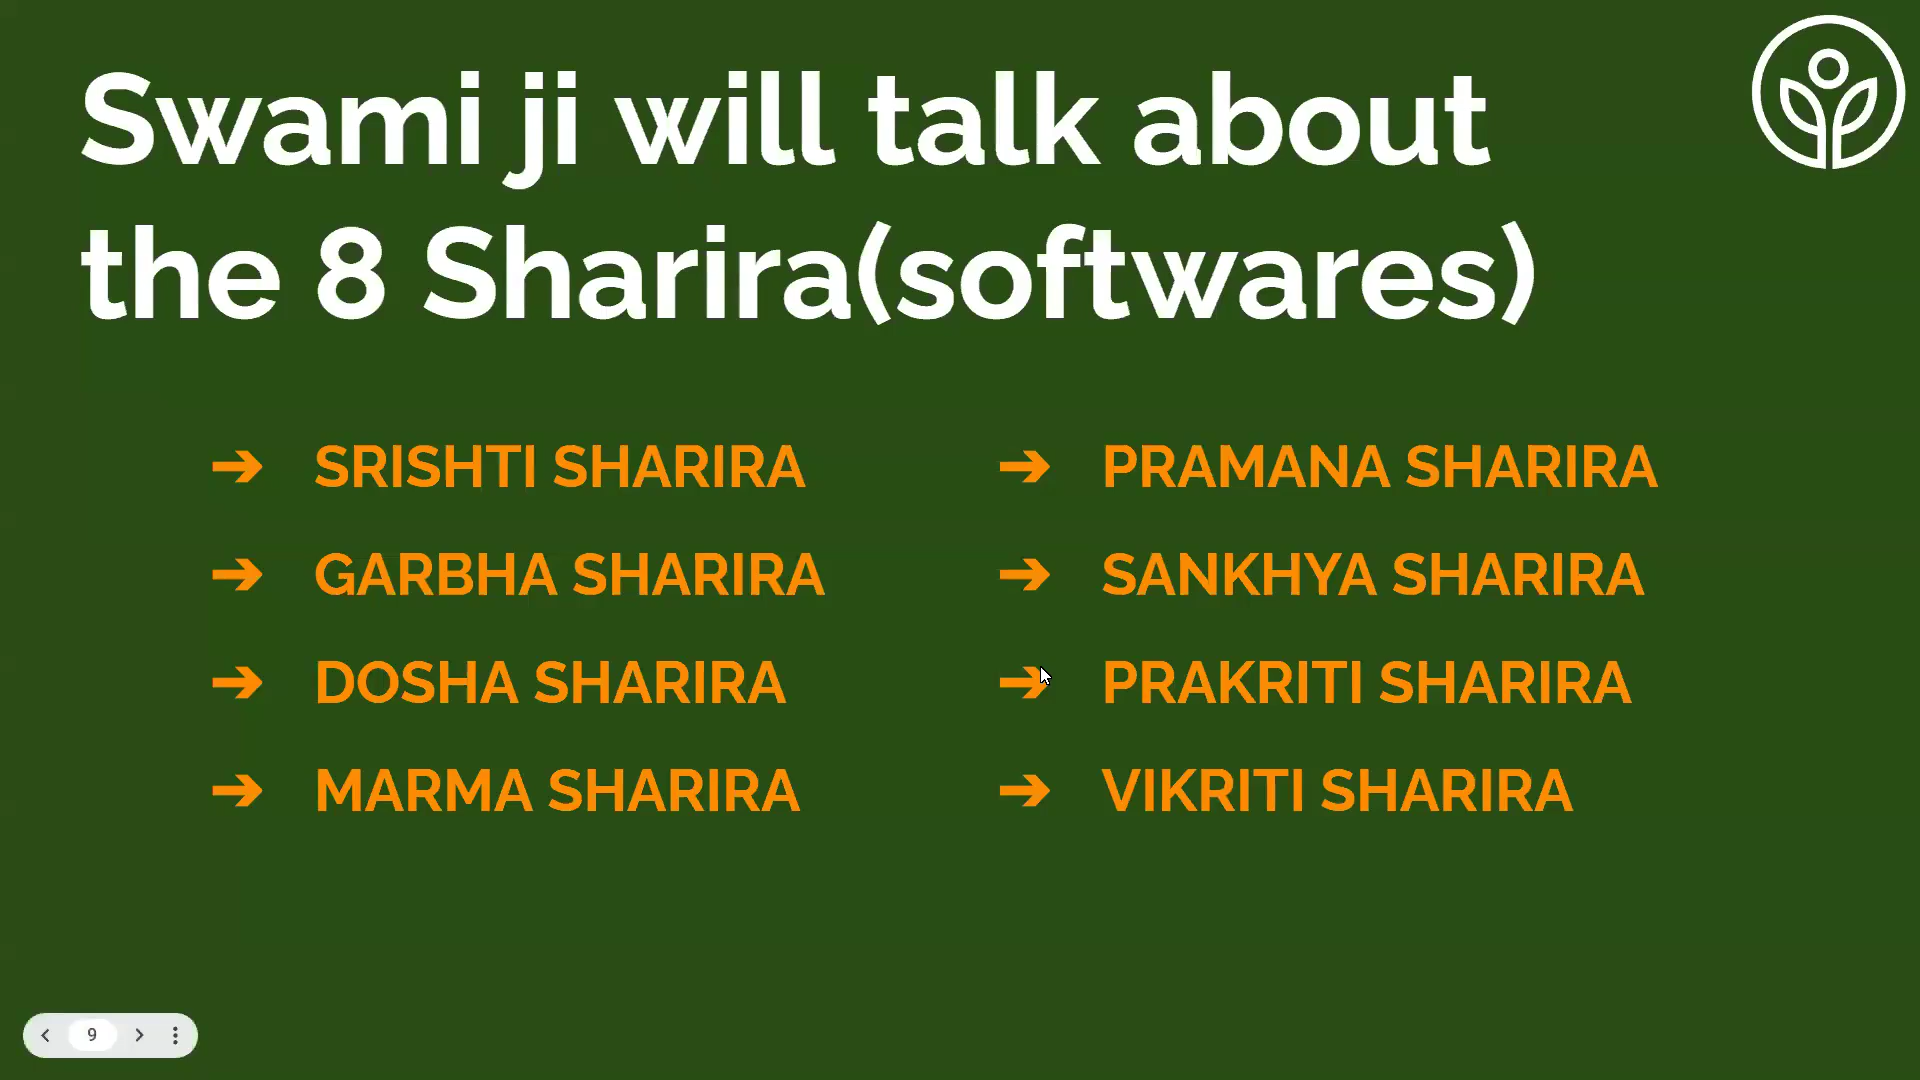 Swami ji will talk about
the 8 Sharira(softwares)
➔ SRISHTI SHARIRA
➔ GARBHA SHARIRA
➔ DOSHA SHARIRA
➔ MARMA SHARIRA
➔ PRAMANA SHARIRA
➔ SANKHYA SHARIRA
➔ PRAKRITI SHARIRA
➔ VIKRITI SHARIRA
9